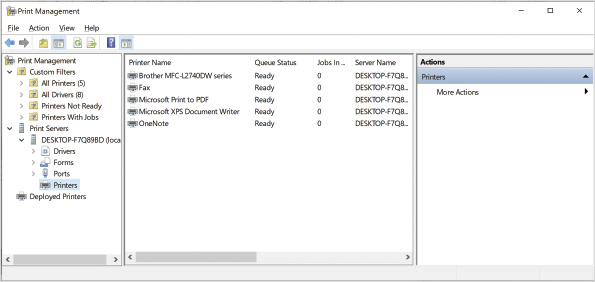 Print Management
File Action View Help
Print Management
Custom Filters
All Printers (5)
All Drivers (8)
Printers Not Ready
Printers With Jobs
Print Servers
DESKTOP-F7Q89BD (loca
Drivers
Forms
Ports
Printers
Deployed Printers
Printer Name Queue Status Jobs In ... Server Name
Brother MFC-L2740DW series Ready 0 DESKTOP-F7Q8...
Fax Ready 0 DESKTOP-F7Q8...
Microsoft Print to PDF Ready 0 DESKTOP-F7Q8...
Microsoft XPS Document Writer Ready 0 DESKTOP-F7Q8...
OneNote Ready 0 DESKTOP-F7Q8...
Actions
Printers
More Actions